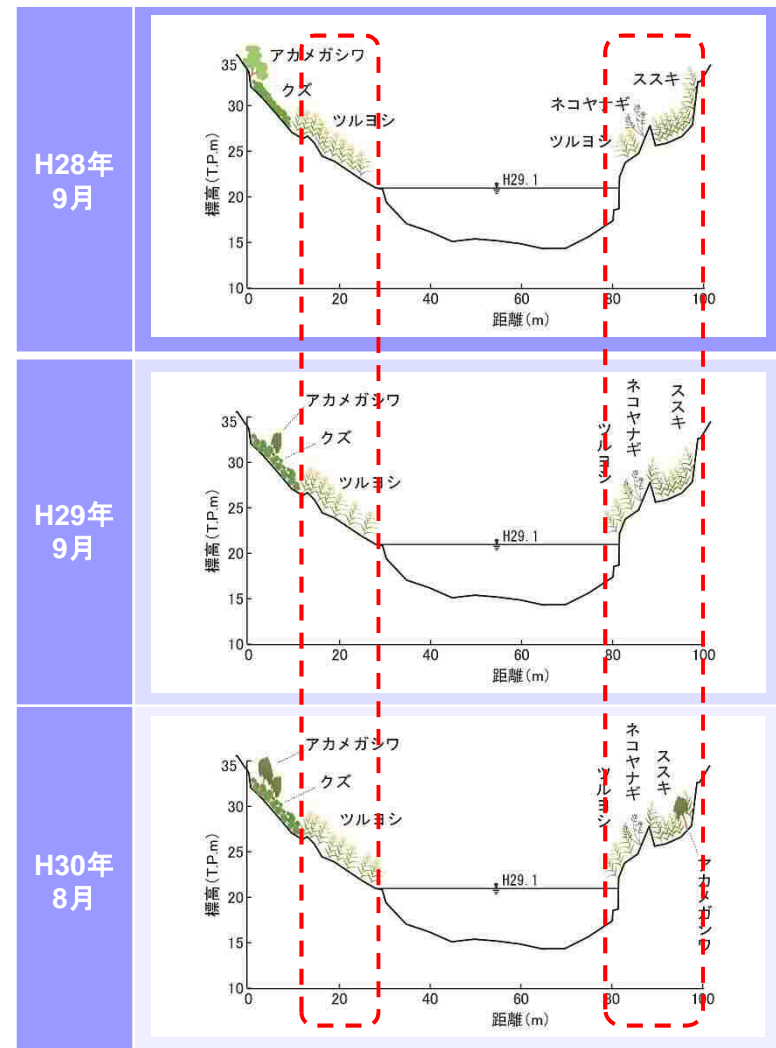 H28年
9月
標高(T.P.m)
35
30
25
20
15
10
アカメガシワ
クズ
ツルヨシ
ススキ
ネコヤナギ
ツルヨシ
H29.1
0
20
40
60
80
100
距離(m)
H29年
9月
標高(T.P.m)
35
30
25
20
15
10
アカメガシワ
クズ
ツルヨシ
ツルヨシ
ネコヤナギ
ススキ
H29.1
0
20
40
60
80
100
距離(m)
H30年
8月
標高(T.P.m)
35
30
25
20
15
10
アカメガシワ
クズ
ツルヨシ
ツルヨシ
ネコヤナギ
ススキ
アカメガシワ
H29.1
0
20
40
60
80
100
距離(m)